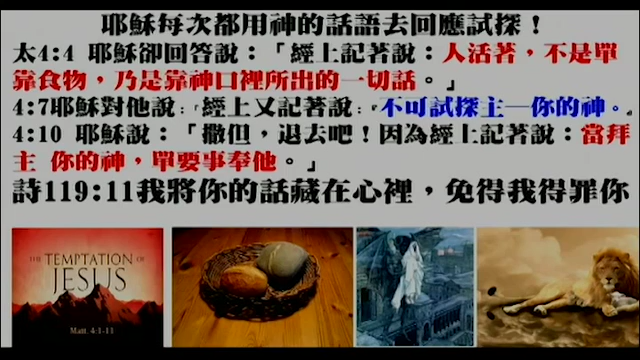 耶穌每次都用神的話語去回應試探！
太4:4 耶穌卻回答說：「經上記著說：人活著，不是單
靠食物，乃是靠神口裡所出的一切話。」
4:7耶穌對他說：「經上又記著說：『不可試探主─你的神。』
4:10 耶穌說：「撒但，退去吧！因為經上記著說：當拜
主 你的神，單要事奉他。」
詩119:11我將你的話藏在心裡，免得我得罪你
THE TEMPTATION OF
JESUS
Matt. 4:1-11